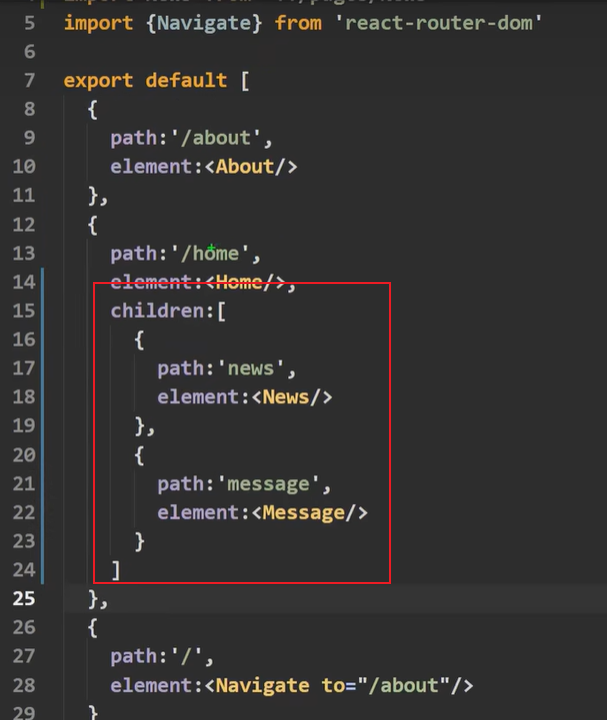 5 import {Navigate} from 'react-router-dom'
6
7 export default [
8 {
9 path:'/about',
10 element:<About/>
11 },
12 {
13 path:'/home',
14 element:<Home/>,
15 children:[
16 {
17 path:'news',
18 element:<News/>
19 },
20 {
21 path:'message',
22 element:<Message/>
23 }
24 ]
25 },
26 {
27 path:'/',
28 element:<Navigate to="/about"/>
29 }